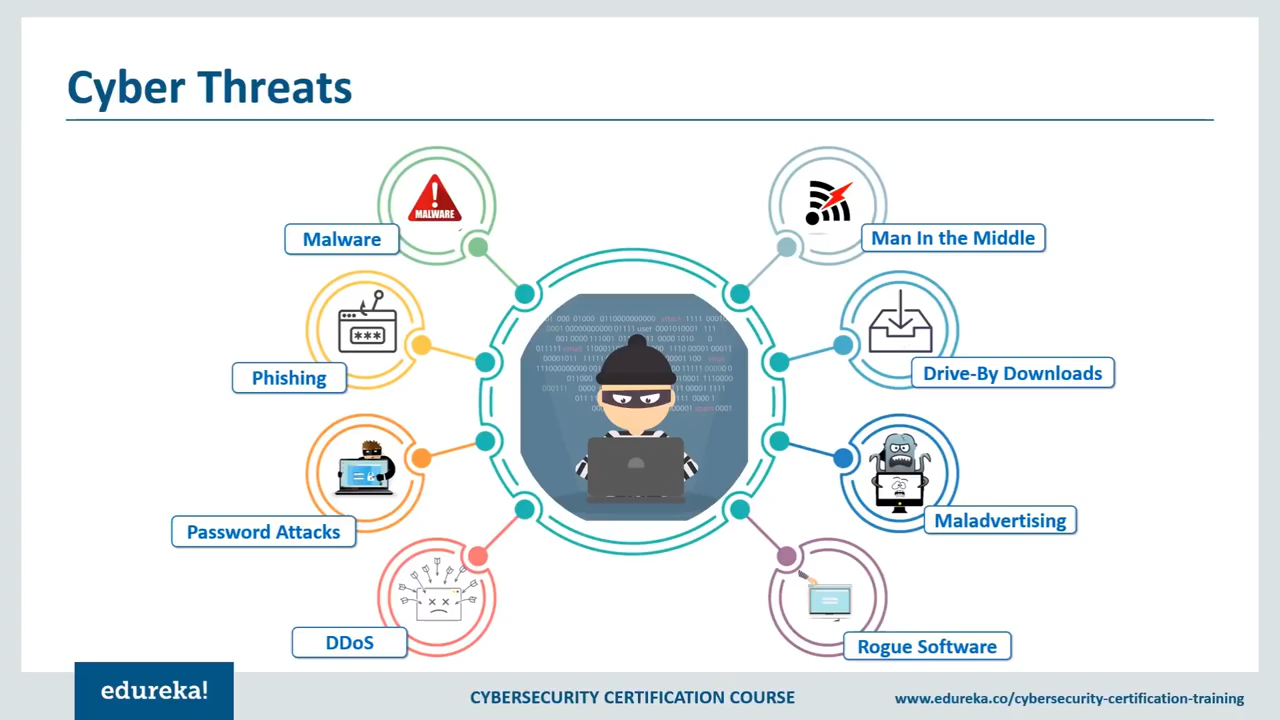 Cyber Threats
MALWARE
Malware
Man In the Middle
***
Phishing
Drive-By Downloads
Password Attacks
Maladvertising
DDoS
Rogue Software
edureka!
CYBERSECURITY CERTIFICATION COURSE
www.edureka.co/cybersecurity-certification-training